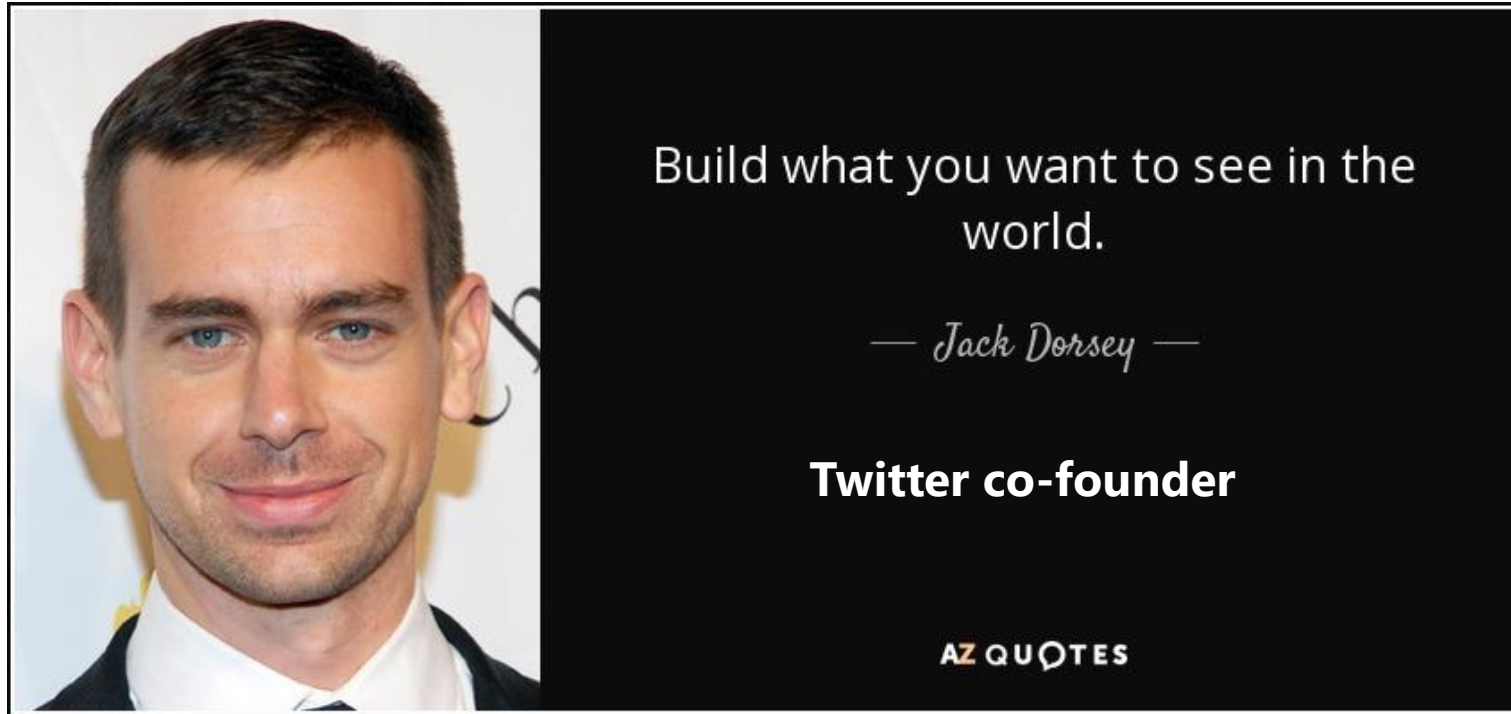 Build what you want to see in the
world.
— Jack Dorsey —
Twitter co-founder
AZ QUOTES